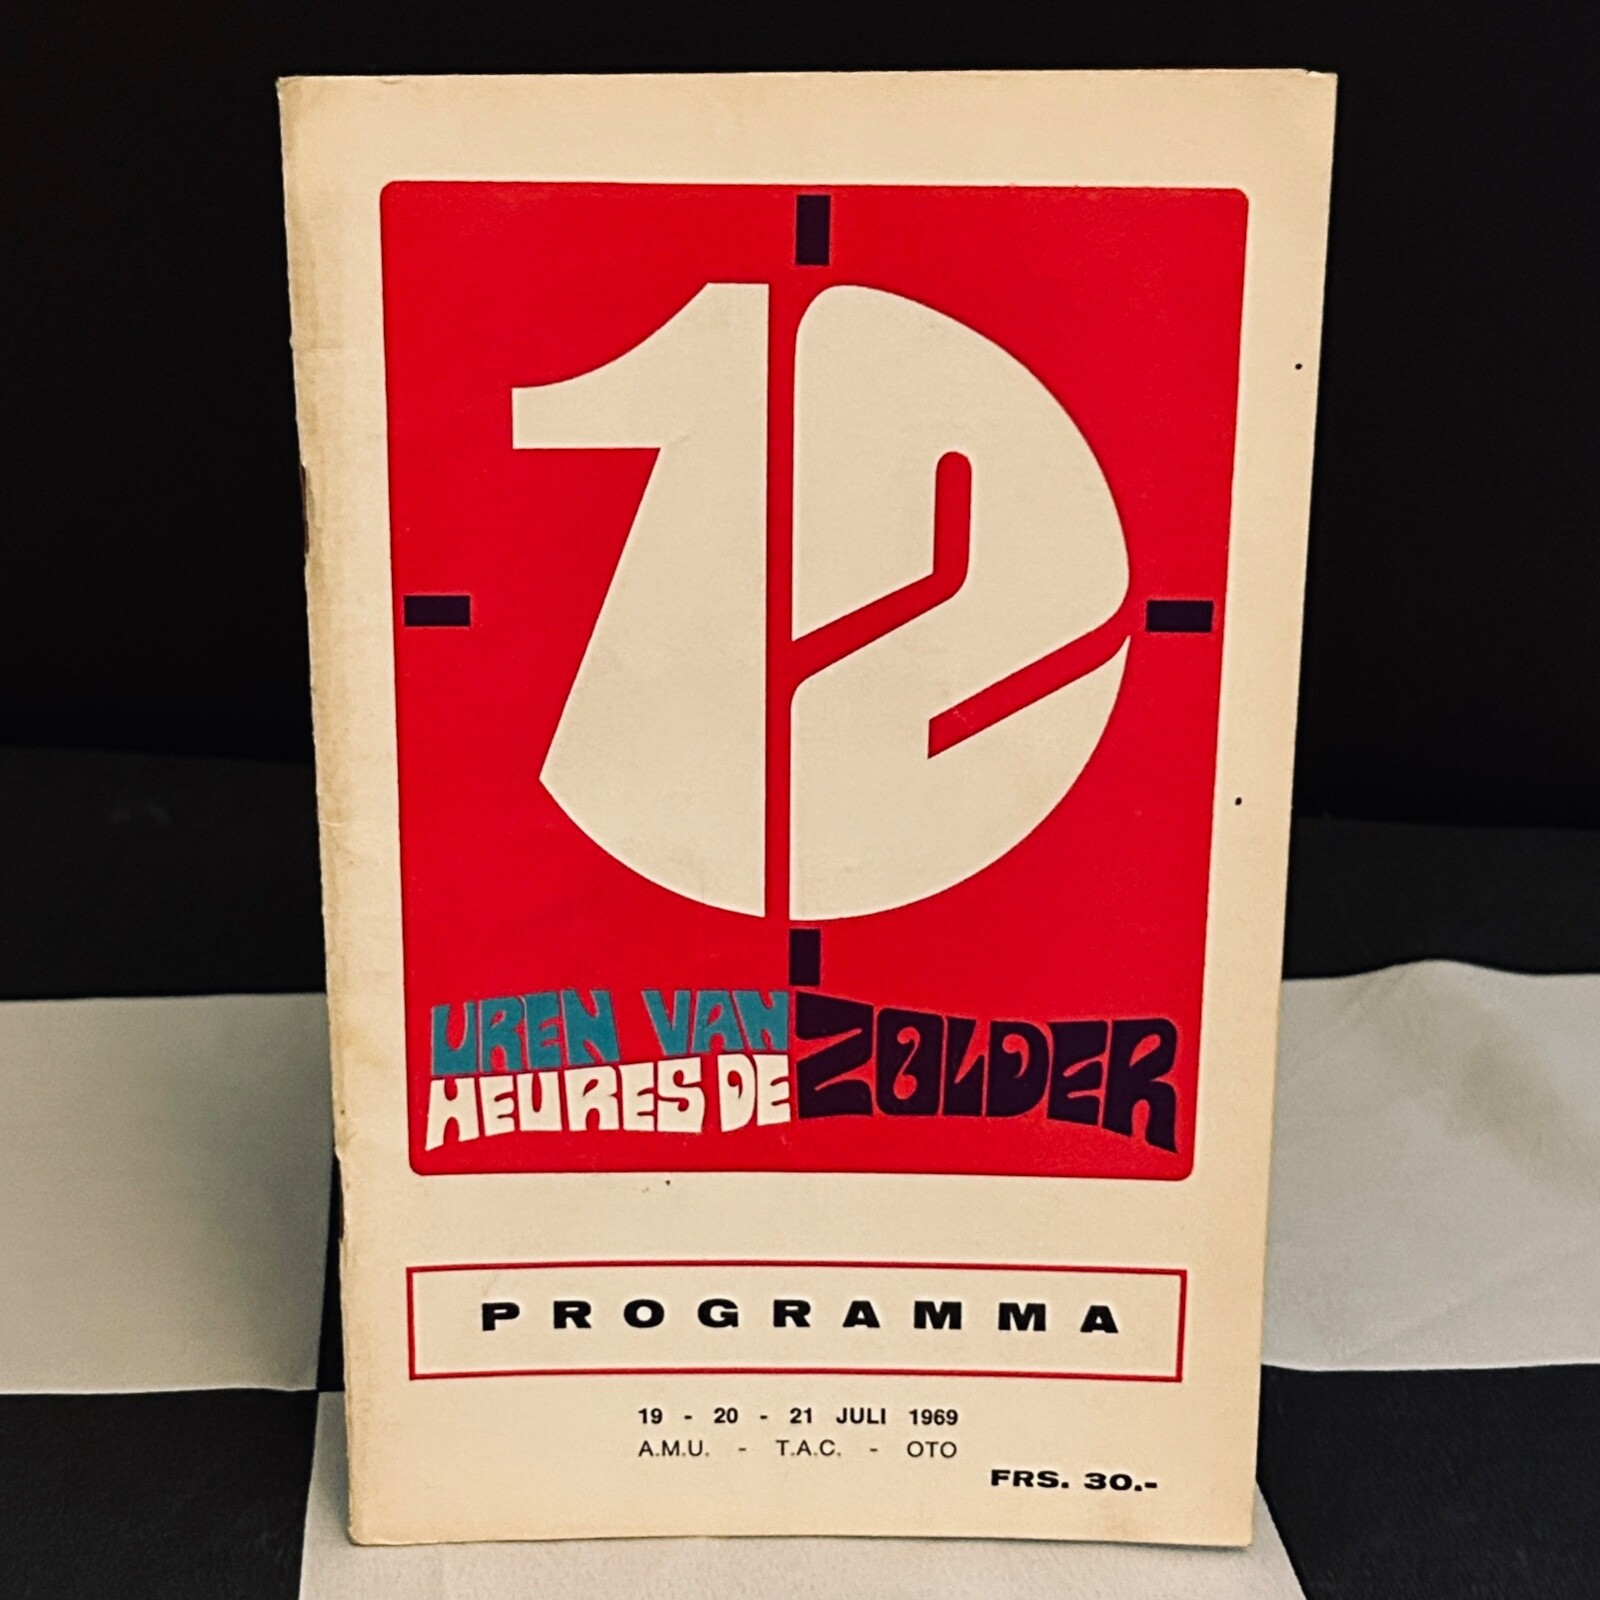 12
UREN VAN
HEURES DE
ZOLDER
PROGRAMMA
19 - 20 - 21 JULI 1969
A.M.U. - T.A.C. - OTO
FRS. 30.-